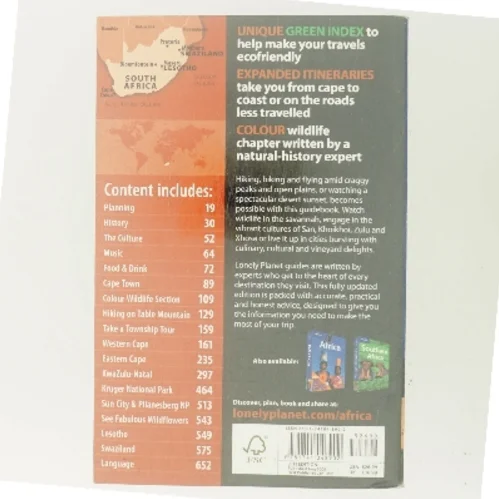 SWAZILAND
LESOTHO
SOUTH
AFRICA
UNIQUE GREEN INDEX to
help make your travels
ecofriendly
EXPANDED ITINERARIES
take you from cape to
coast or on the roads
less travelled
COLOUR wildlife
chapter written by a
natural-history expert
Hiking, biking and flying amid craggy
peaks and open plains, or watching a
spectacular desert sunset, becomes
possible with this guidebook. Watch
wildlife in the savannah, engage in the
vibrant cultures of San, Khoikhoi, Zulu and
Xhosa or live it up in cities bursting with
culinary, cultural and vineyard delights.
Lonely Planet guides are written by
experts who get to the heart of every
destination they visit. This fully updated
edition is packed with accurate, practical
and honest advice, designed to give you
the information you need to make the
most of your trip.
Also available:
Africa
Southern
Africa
Discover, plan, book and share at:
lonelyplanet.com/africa
FSC
Content includes:
Planning 19
History 30
The Culture 52
Music 64
Food & Drink 72
Cape Town 89
Colour Wildlife Section 109
Hiking on Table Mountain 129
Take a Township Tour 159
Western Cape 161
Eastern Cape 235
KwaZulu-Natal 297
Kruger National Park 464
Sun City & Pilanesberg NP 513
See Fabulous Wildflowers 543
Lesotho 549
Swaziland 575
Language 652